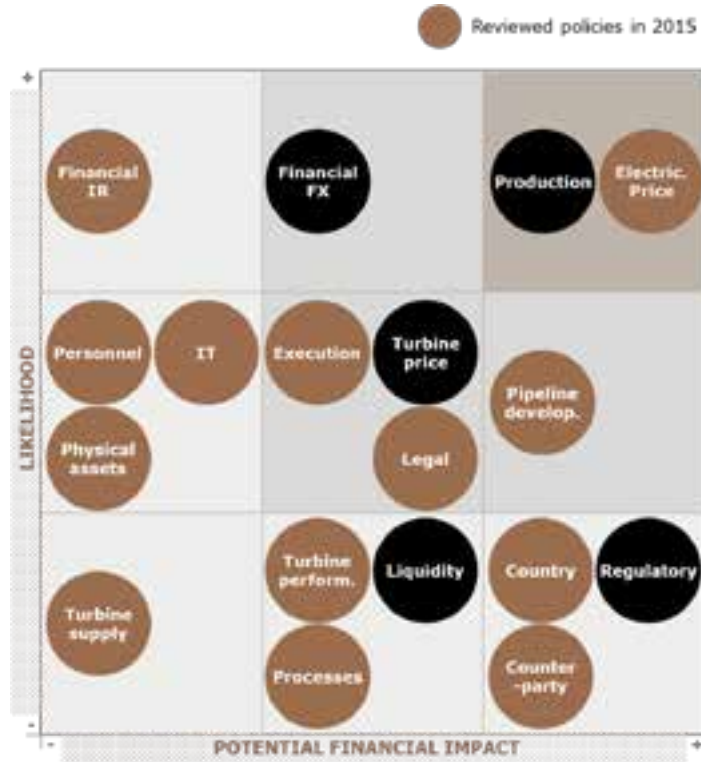 Reviewed policies in 2015
+
Financial
IR
Financial
FX
Production
Electric.
Price
Personnel
IT
Execution
Turbine
price
Pipeline
develop.
Physical
assets
Legal
LIKELIHOOD
Turbine
perform.
Liquidity
Country
Regulatory
Turbine
supply
Processes
Counter
-party
-
-
POTENTIAL FINANCIAL IMPACT
+